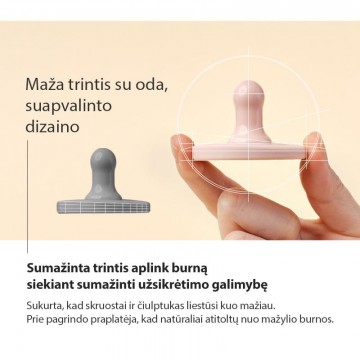 Maža trintis su oda,
suapvalinto
dizaino
Sumažinta trintis aplink burną
siekiant sumažinti užsikrėtimo galimybę
Sukurta, kad skruostai ir čiulptukas liestūsi kuo mažiau.
Prie pagrindo praplatėja, kad natūraliai atitoltų nuo mažylio burnos.